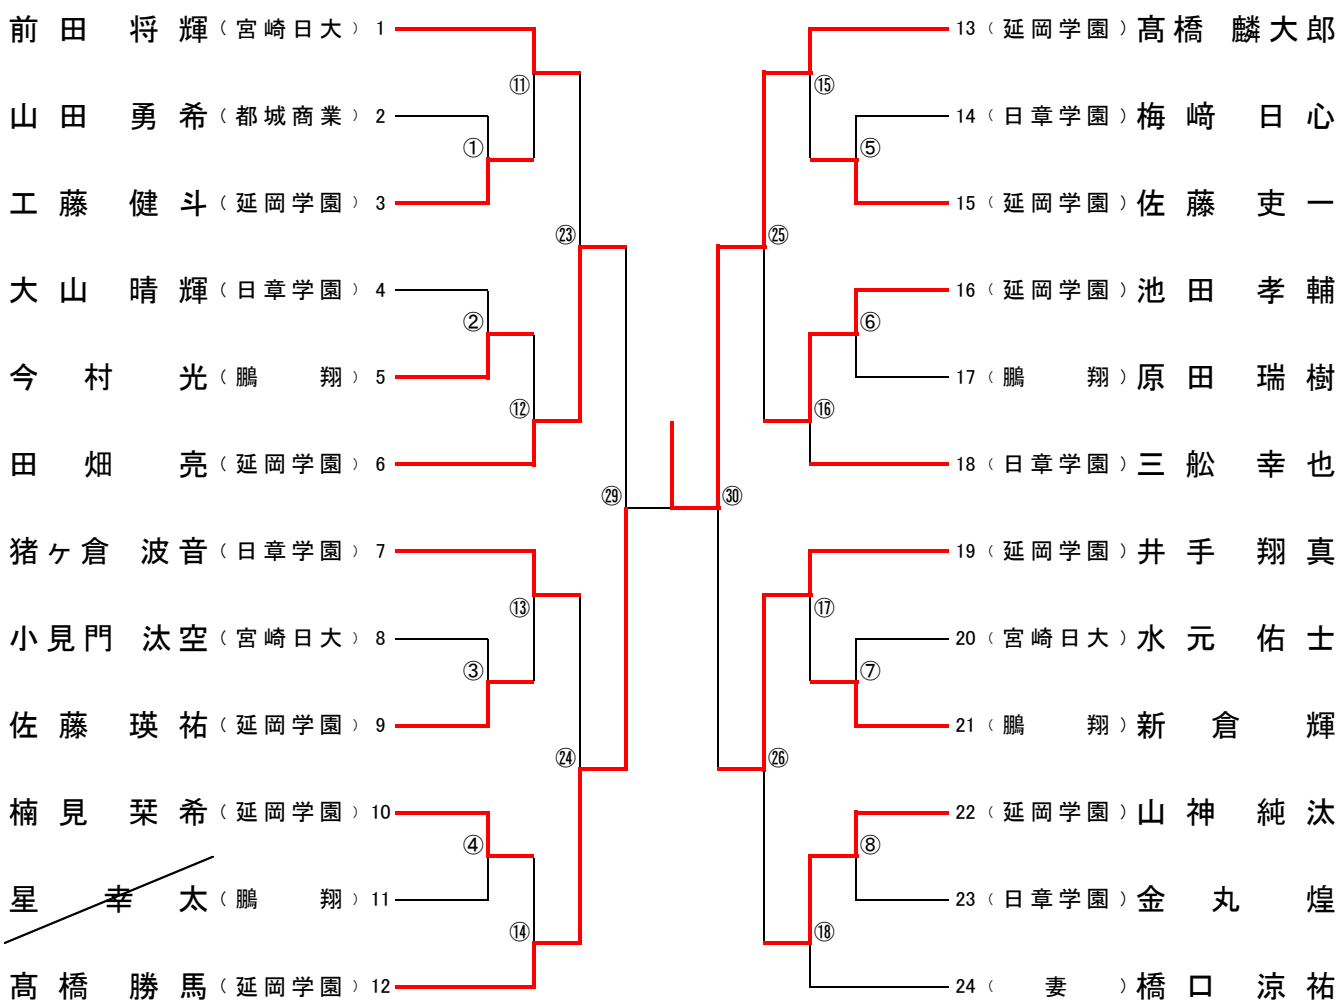 前田 将輝（宮崎日大）1
⑪
山田 勇希（都城商業）2
①
工藤 健斗（延岡学園）3
㉓
大山 晴輝（日章学園）4
②
今村 光（鵬 翔）5
⑫
田畑 亮（延岡学園）6
㉙
猪ヶ倉 波音（日章学園）7
⑬
小見門 汰空（宮崎日大）8
③
佐藤 瑛祐（延岡学園）9
㉔
楠見 栞希（延岡学園）10
④
星 幸太（鵬 翔）11
⑭
髙橋 勝馬（延岡学園）12
13（延岡学園）髙橋 麟大郎
⑮
14（日章学園）梅﨑 日心
⑤
15（延岡学園）佐藤 吏一
㉕
16（延岡学園）池田 孝輔
⑥
17（鵬 翔）原田 瑞樹
⑯
18（日章学園）三舩 幸也
㉚
19（延岡学園）井手 翔真
⑰
20（宮崎日大）水元 佑士
⑦
21（鵬 翔）新倉 輝
㉖
22（延岡学園）山神 純汰
⑧
23（日章学園）金丸 煌
⑱
24（妻）橋口 涼祐